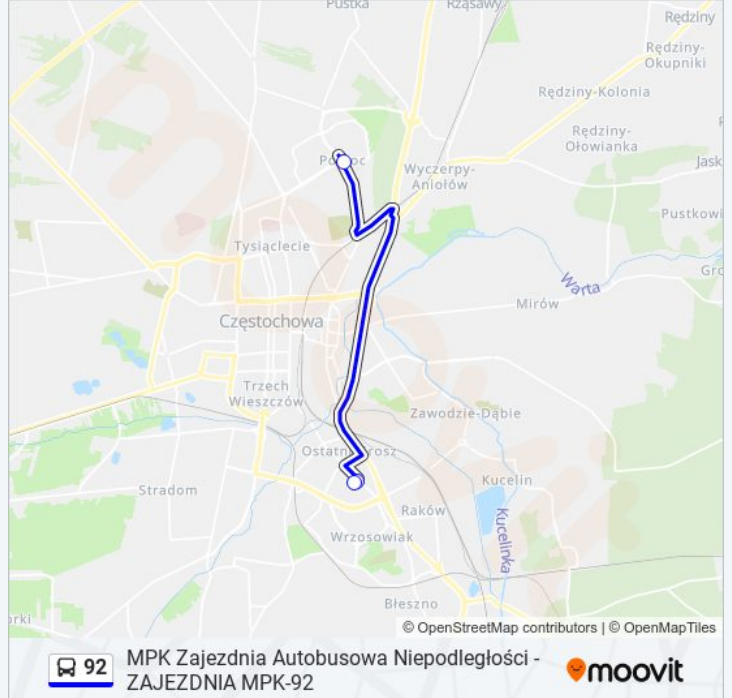 Pustka
Rząsawy
Rędziny
Rędziny-
Okupniki
Rędziny-Kolonia
Rędziny-
Ołowianka
Jask
Wyczerpy-
Aniołów
Pustkowi
Tysiąclecie
Gro
Warta
Mirów
Częstochowa
Trzech
Wieszczów
Zawodzie-Dąbie
Stradom
Kucelin
Raków
Kucelinka
Wrzosowiak
Błeszno
© OpenStreetMap contributors | © OpenMapTiles
92
MPK Zajezdnia Autobusowa Niepodległości -
ZAJEZDNIA MPK-92
moovit